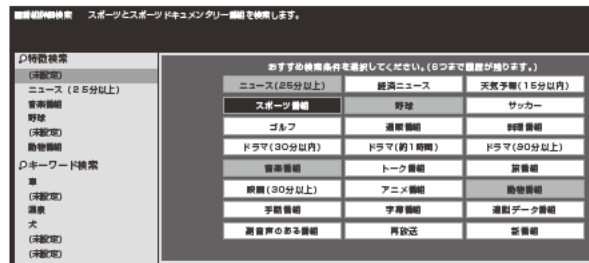 番組詳細検索 スポーツとスポーツドキュメンタリー番組を検索します。
特徴検索
(未設定)
ニュース(25分以上)
音楽番組
野球
(未設定)
動物番組
キーワード検索
車
(未設定)
温泉
犬
(未設定)
(未設定)
おすすめ検索条件を選択してください。(6つまで履歴が残ります。)
ニュース(25分以上) 経済ニュース 天気予報(15分以内)
スポーツ番組 野球 サッカー
ゴルフ 週間番組 料理番組
ドラマ(30分以内) ドラマ(約1時間) ドラマ(90分以上)
音楽番組 トーク番組 旅番組
映画(30分以上) アニメ番組 動物番組
手話番組 字幕番組 連動データ番組
副音声のある番組 再放送 新番組